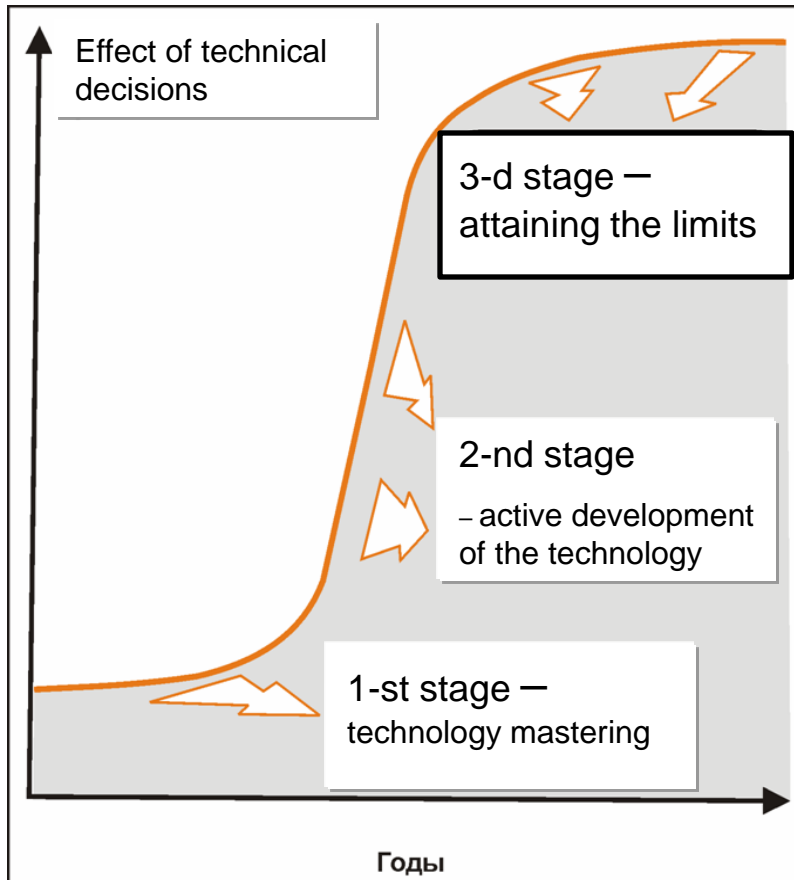 Effect of technical
decisions
3-d stage –
attaining the limits
2-nd stage
– active development
of the technology
1-st stage –
technology mastering
Годы